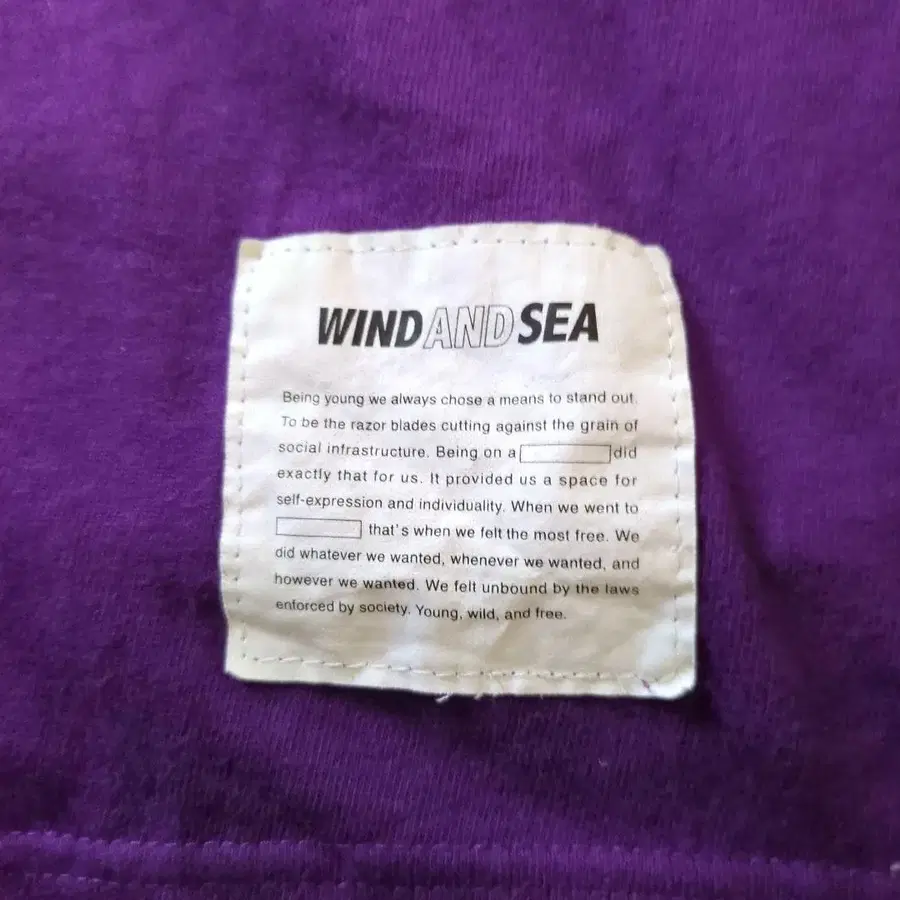 WINDANDSEA
Being young we always chose a means to stand out.
To be the razor blades cutting against the grain of
social infrastructure. Being on a did
exactly that for us. It provided us a space for
self-expression and individuality. When we went to
that's when we felt the most free. We
did whatever we wanted, whenever we wanted, and
however we wanted. We felt unbound by the laws
enforced by society. Young, wild, and free.